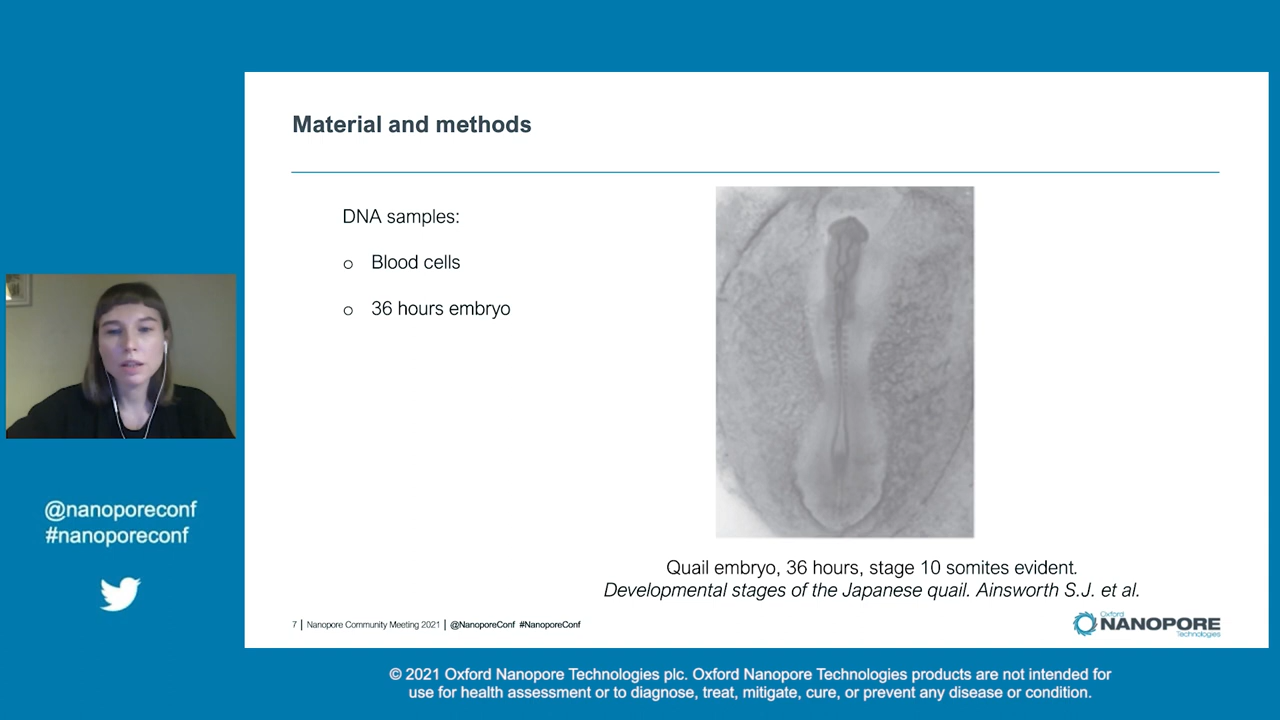 Material and methods
DNA samples:
o Blood cells
o 36 hours embryo
Quail embryo, 36 hours, stage 10 somites evident.
Developmental stages of the Japanese quail. Ainsworth S.J. et al.
7 | Nanopore Community Meeting 2021 | @NanoporeConf #NanoporeConf
Oxford
NANOPORE
Technologies
@nanoporeconf
#nanoporeconf
© 2021 Oxford Nanopore Technologies plc. Oxford Nanopore Technologies products are not intended for
use for health assessment or to diagnose, treat, mitigate, cure, or prevent any disease or condition.